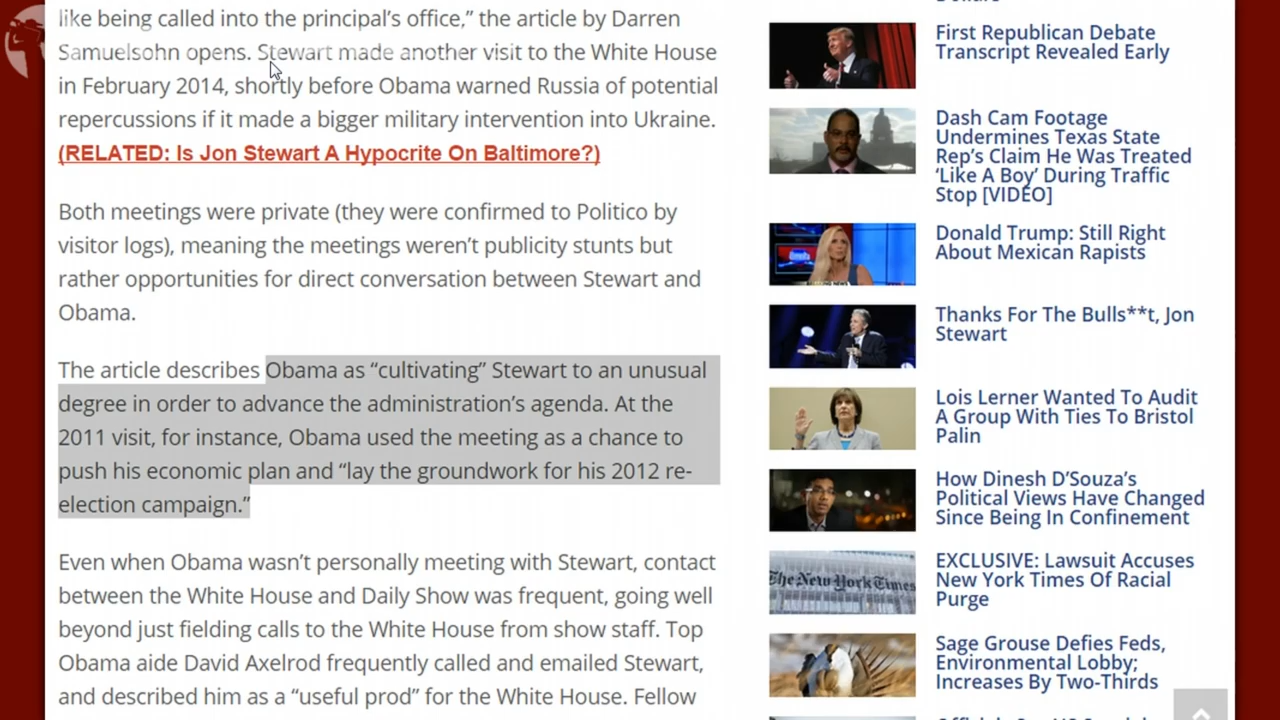 like being called into the principal’s office,” the article by Darren
Samuelsohn opens. Stewart made another visit to the White House
in February 2014, shortly before Obama warned Russia of potential
repercussions if it made a bigger military intervention into Ukraine.
(RELATED: Is Jon Stewart A Hypocrite On Baltimore?)
Both meetings were private (they were confirmed to Politico by
visitor logs), meaning the meetings weren’t publicity stunts but
rather opportunities for direct conversation between Stewart and
Obama.
The article describes Obama as “cultivating” Stewart to an unusual
degree in order to advance the administration’s agenda. At the
2011 visit, for instance, Obama used the meeting as a chance to
push his economic plan and “lay the groundwork for his 2012 re-
election campaign.”
Even when Obama wasn’t personally meeting with Stewart, contact
between the White House and Daily Show was frequent, going well
beyond just fielding calls to the White House from show staff. Top
Obama aide David Axelrod frequently called and emailed Stewart,
and described him as a “useful prod” for the White House. Fellow
First Republican Debate
Transcript Revealed Early
Dash Cam Footage
Undermines Texas State
Rep’s Claim He Was Treated
‘Like A Boy’ During Traffic
Stop [VIDEO]
Donald Trump: Still Right
About Mexican Rapists
Thanks For The Bulls**t, Jon
Stewart
Lois Lerner Wanted To Audit
A Group With Ties To Bristol
Palin
How Dinesh D’Souza’s
Political Views Have Changed
Since Being In Confinement
The New York Times
EXCLUSIVE: Lawsuit Accuses
New York Times Of Racial
Purge
Sage Grouse Defies Feds,
Environmental Lobby;
Increases By Two-Thirds